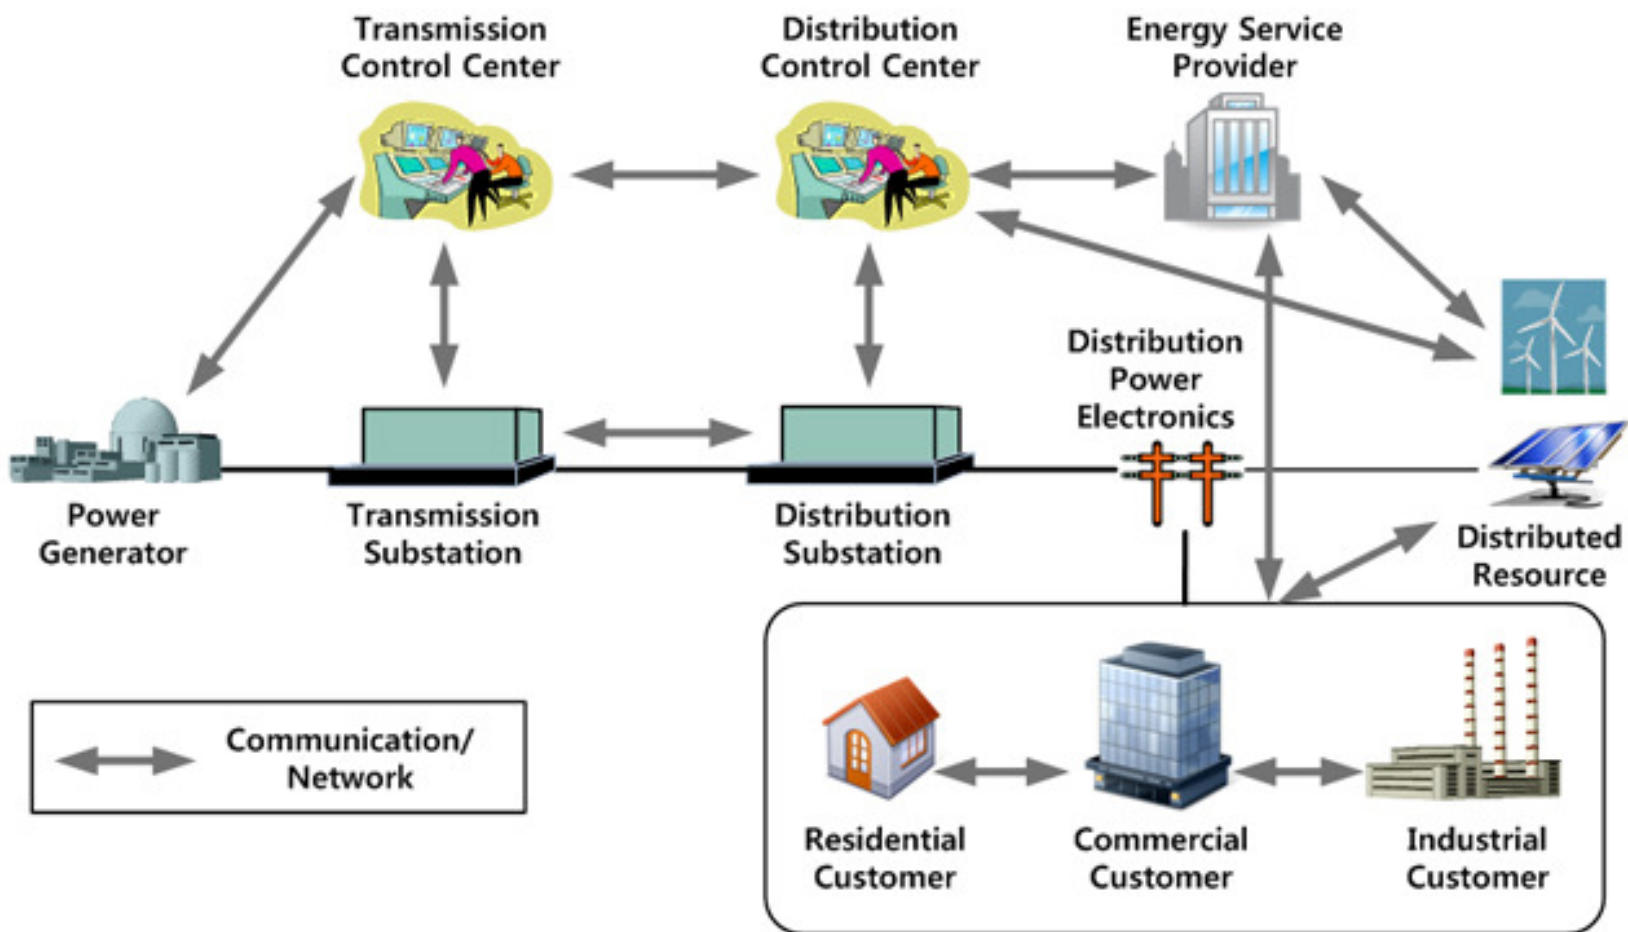 Transmission
Control Center
Distribution
Control Center
Energy Service
Provider
Distribution
Power
Electronics
Power
Generator
Transmission
Substation
Distribution
Substation
Distributed
Resource
Communication/
Network
Residential
Customer
Commercial
Customer
Industrial
Customer